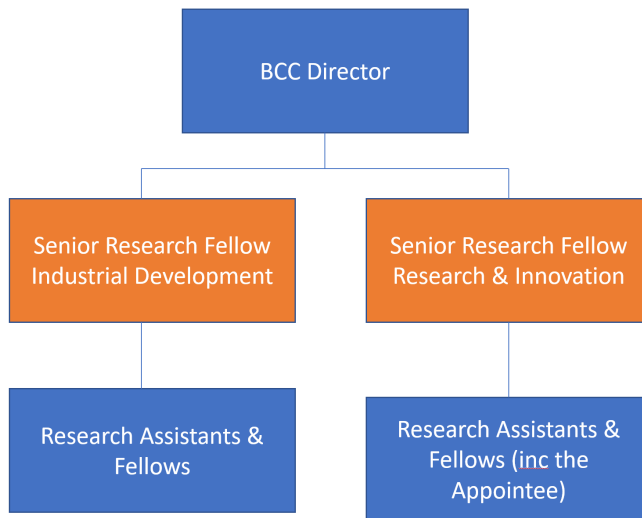 BCC Director
Senior Research Fellow
Industrial Development
Senior Research Fellow
Research & Innovation
Research Assistants &
Fellows
Research Assistants &
Fellows (inc the
Appointee)